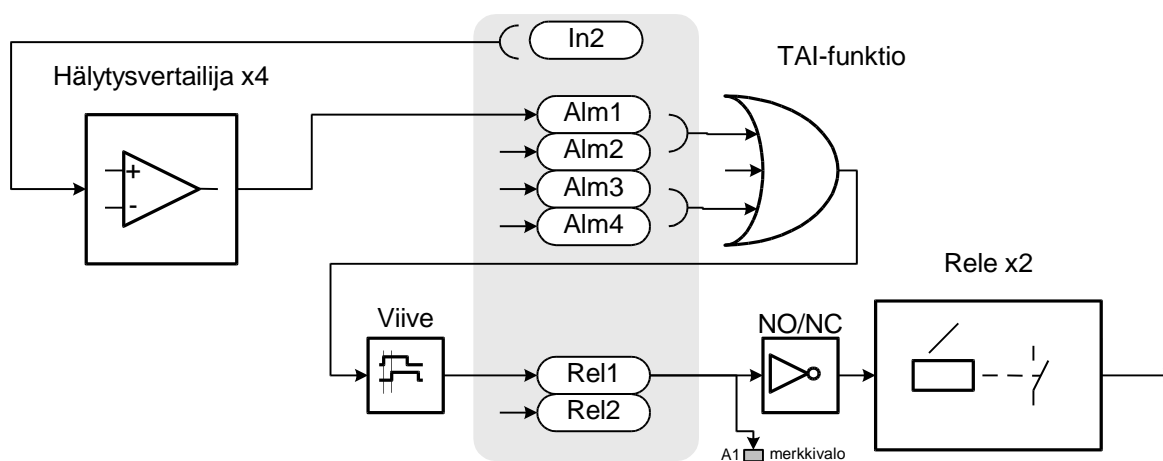 In2
TAI-funktio
Hälytysvertailija x4
+
-
Alm1
Alm2
Alm3
Alm4
Rele x2
Viive
NO/NC
Rel1
Rel2
A1 merkkivalo